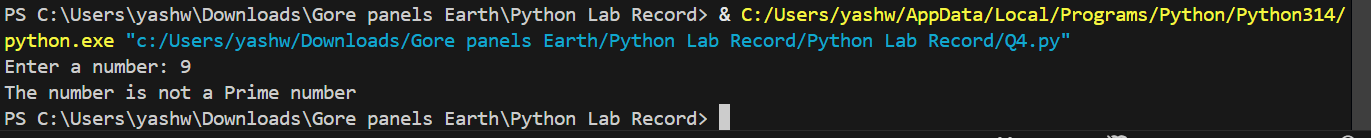 PS C:\Users\yashw\Downloads\Gore panels Earth\Python Lab Record> & C:/Users/yashw/AppData/Local/Programs/Python/Python314/
python.exe "c:/Users/yashw/Downloads/Gore panels Earth/Python Lab Record/Python Lab Record/Q4.py"
Enter a number: 9
The number is not a Prime number
PS C:\Users\yashw\Downloads\Gore panels Earth\Python Lab Record>